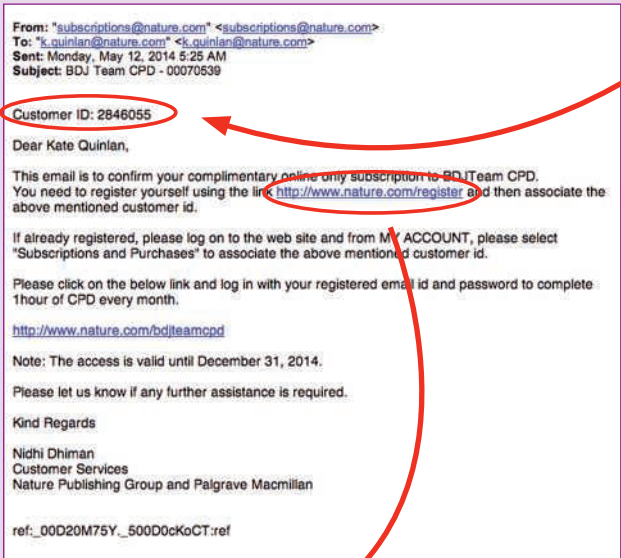 From: "subscriptions@nature.com" <subscriptions@nature.com>
To: "k.quinlan@nature.com" <k.quinlan@nature.com>
Sent: Monday, May 12, 2014 5:25 AM
Subject: BDJ Team CPD - 00070539
Customer ID: 2846055
Dear Kate Quinlan,
This email is to confirm your complimentary online only subscription to BDJTeam CPD.
You need to register yourself using the link http://www.nature.com/register and then associate the
above mentioned customer id.
If already registered, please log on to the web site and from MY ACCOUNT, please select
"Subscriptions and Purchases" to associate the above mentioned customer id.
Please click on the below link and log in with your registered email id and password to complete
1hour of CPD every month.
http://www.nature.com/bdjteamcpd
Note: The access is valid until December 31, 2014.
Please let us know if any further assistance is required.
Kind Regards
Nidhi Dhiman
Customer Services
Nature Publishing Group and Palgrave Macmillan
ref:_00D20M75Y._500D0cKoCT:ref